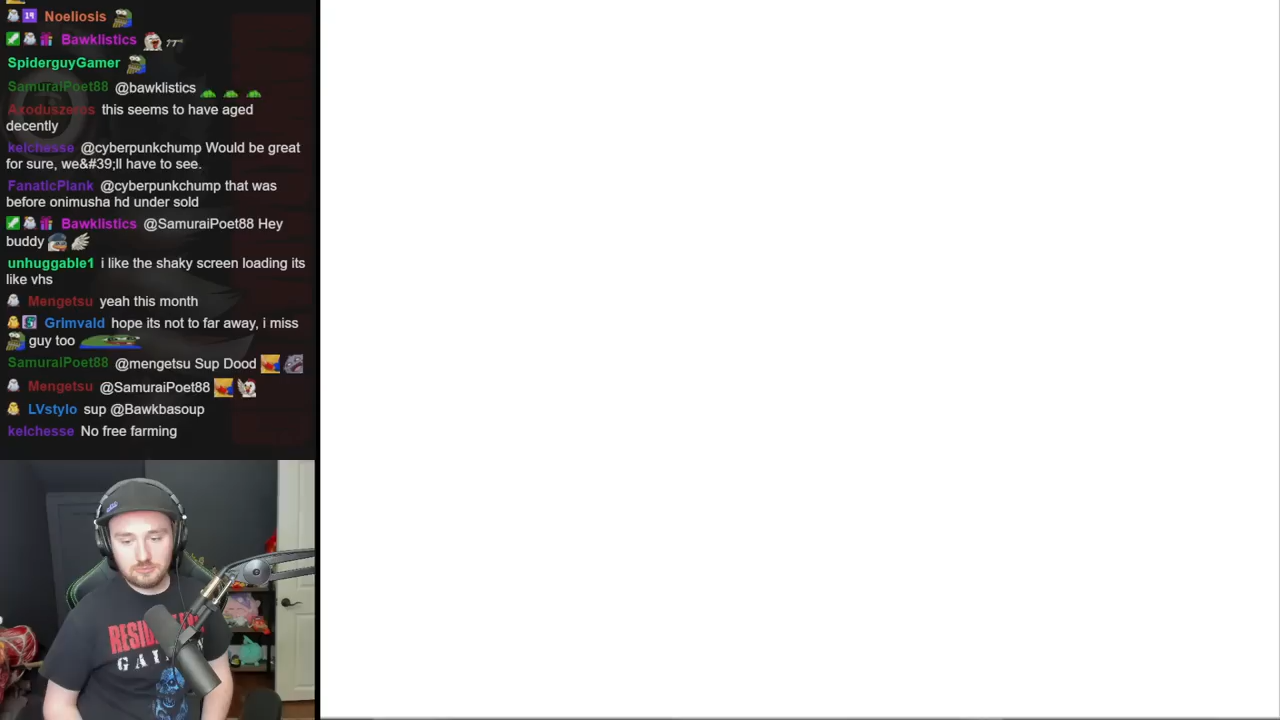 19 Noeliosis
Bawklistics
SpiderguyGamer
SamuraiPoet88 @bawklistics
Axoduszeros this seems to have aged
decently
kelchesse @cyberpunkchump Would be great
for sure, we&#39;ll have to see.
FanaticPlank @cyberpunkchump that was
before onimusha hd under sold
Bawklistics @SamuraiPoet88 Hey
buddy
unhuggable1 i like the shaky screen loading its
like vhs
Mengetsu yeah this month
Grimvald hope its not to far away, i miss
guy too
SamuraiPoet88 @mengetsu Sup Dood
Mengetsu @SamuraiPoet88
LVstylo sup @Bawkbasoup
kelchesse No free farming